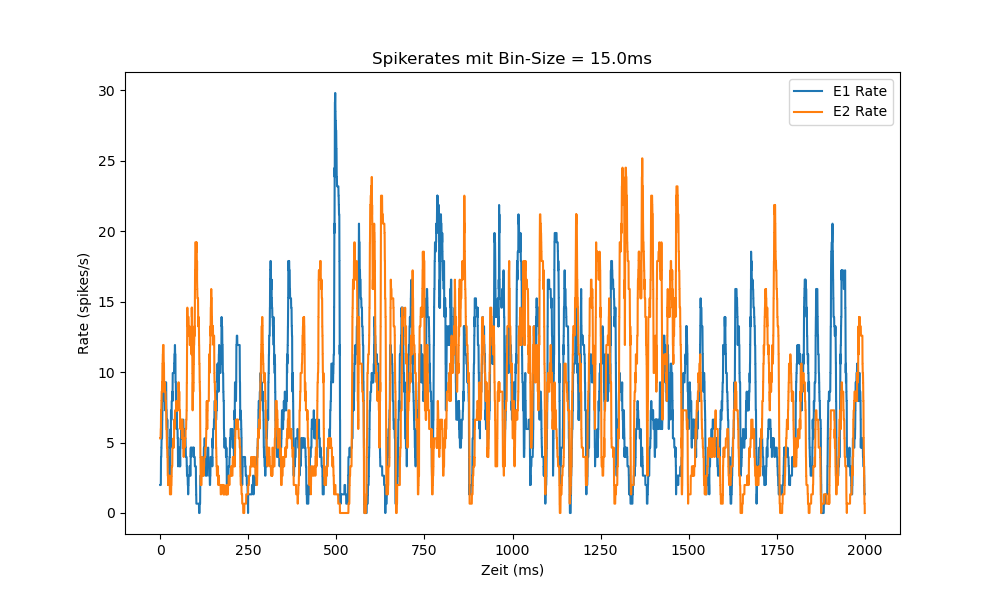 Spikerates mit Bin-Size = 15.0ms
E1 Rate
E2 Rate
Rate (spikes/s)
30
25
20
15
10
5
0
0 250 500 750 1000 1250 1500 1750 2000
Zeit (ms)